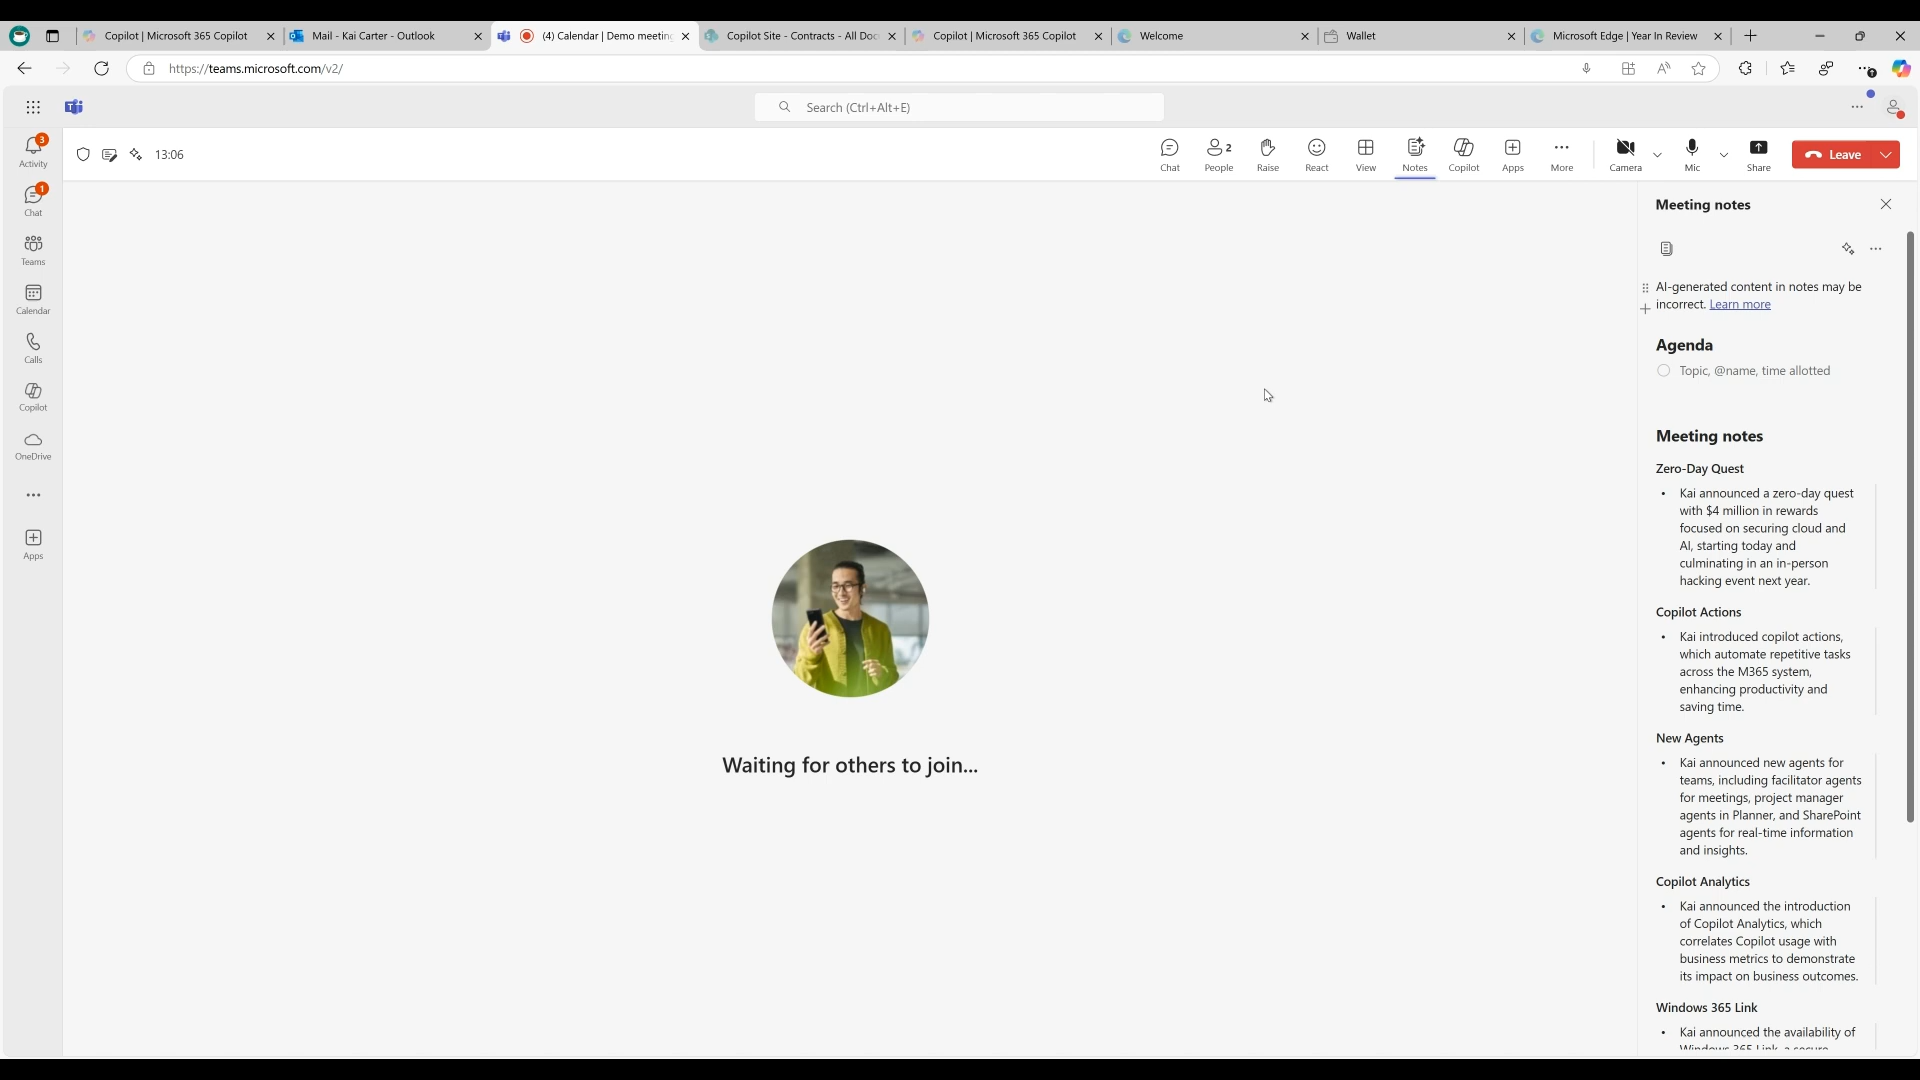 Copilot | Microsoft 365 Copilot
Mail - Kai Carter - Outlook
(4) Calendar | Demo meeting
Copilot Site - Contracts - All Doc
Copilot | Microsoft 365 Copilot
Welcome
Wallet
Microsoft Edge | Year In Review
https://teams.microsoft.com/v2/
Search (Ctrl+Alt+E)
3
Activity
1
Chat
Teams
Calendar
Calls
Copilot
OneDrive
Apps
13:06
Chat
2
People
Raise
React
View
Notes
Copilot
Apps
More
Camera
Mic
Share
Leave
Waiting for others to join...
Meeting notes
AI-generated content in notes may be
incorrect. Learn more
Agenda
Topic, @name, time allotted
Meeting notes
Zero-Day Quest
• Kai announced a zero-day quest
with $4 million in rewards
focused on securing cloud and
AI, starting today and
culminating in an in-person
hacking event next year.
Copilot Actions
• Kai introduced copilot actions,
which automate repetitive tasks
across the M365 system,
enhancing productivity and
saving time.
New Agents
• Kai announced new agents for
teams, including facilitator agents
for meetings, project manager
agents in Planner, and SharePoint
agents for real-time information
and insights.
Copilot Analytics
• Kai announced the introduction
of Copilot Analytics, which
correlates Copilot usage with
business metrics to demonstrate
its impact on business outcomes.
Windows 365 Link
• Kai announced the availability of
Windows 365 Link, a secure